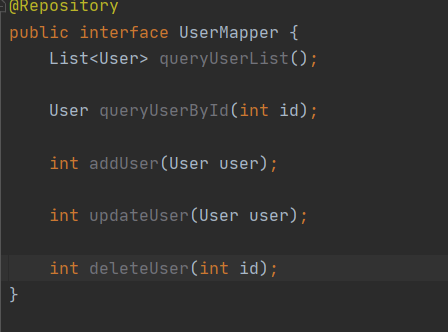 @Repository
public interface UserMapper {
List<User> queryUserList();
User queryUserById(int id);
int addUser(User user);
int updateUser(User user);
int deleteUser(int id);
}